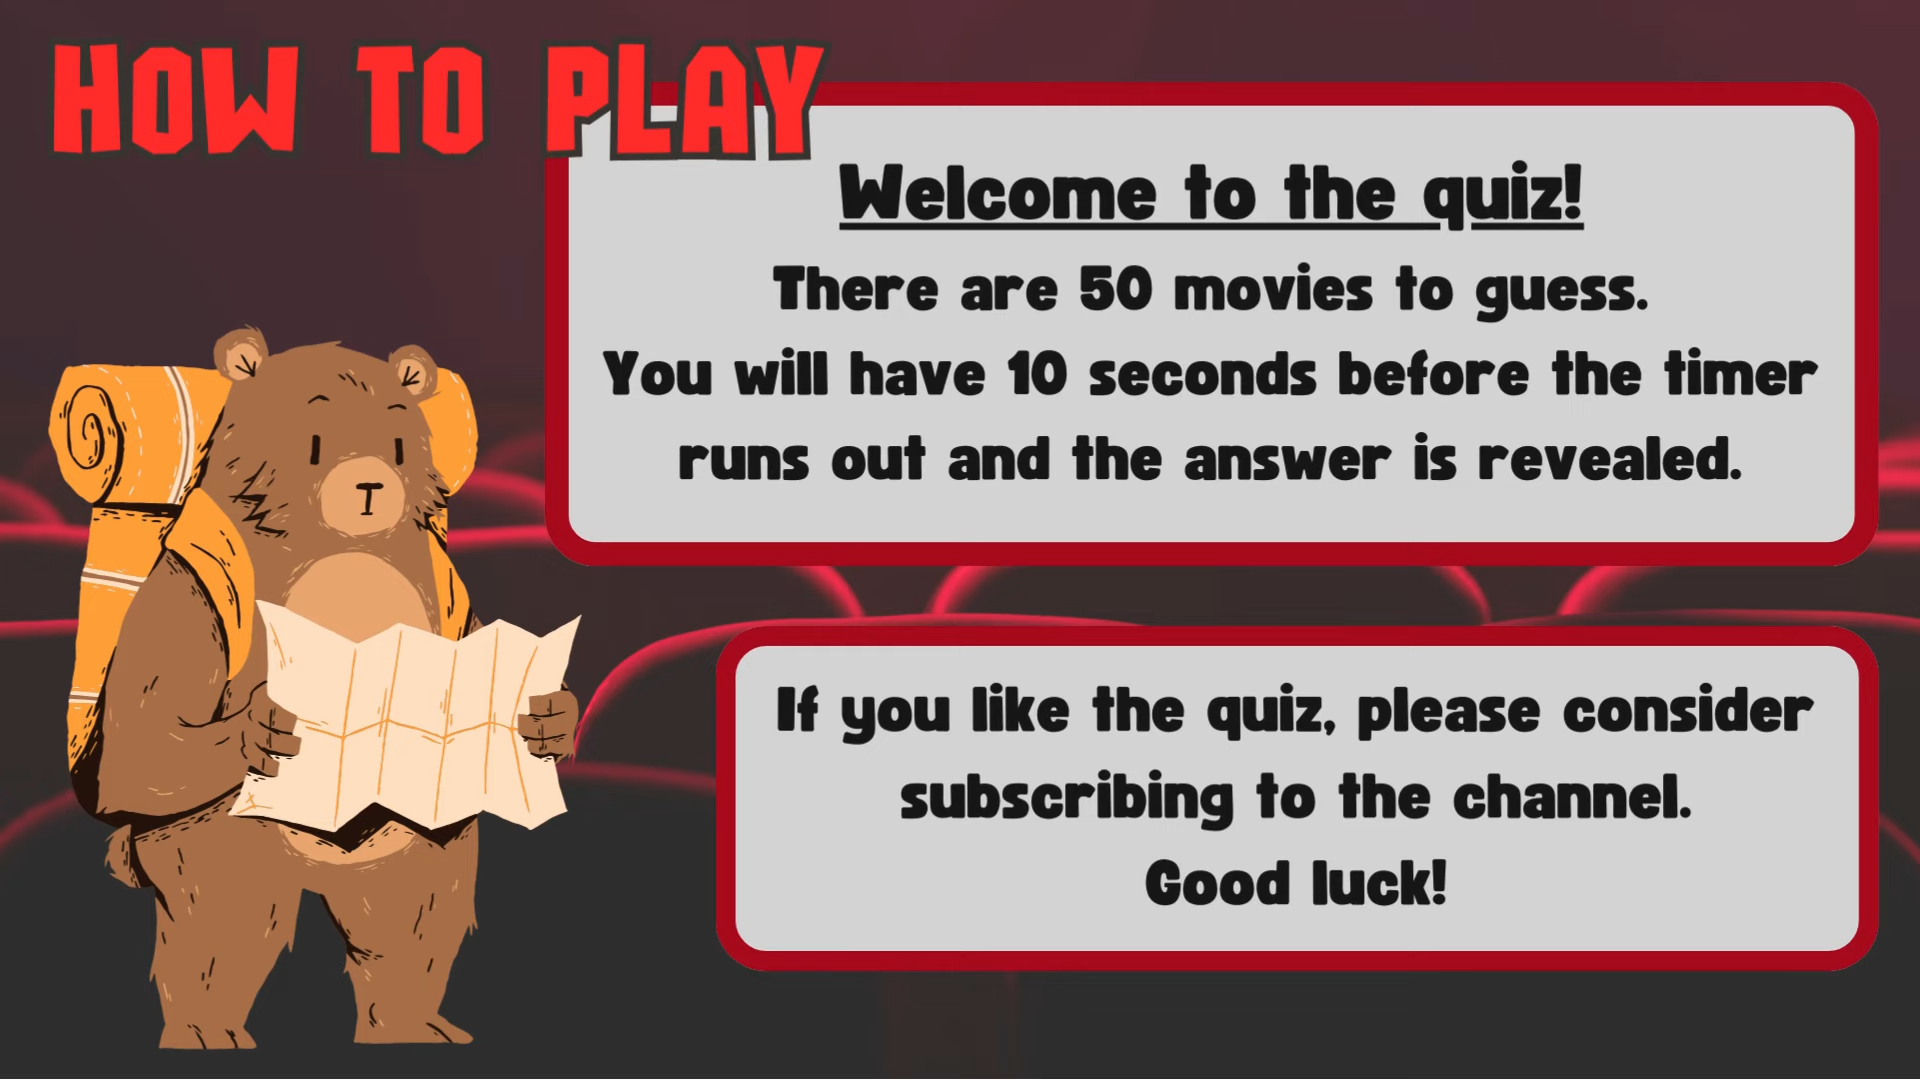 HOW TO PLAY
Welcome to the quiz!
There are 50 movies to guess.
You will have 10 seconds before the timer
runs out and the answer is revealed.
If you like the quiz, please consider
subscribing to the channel.
Good luck!